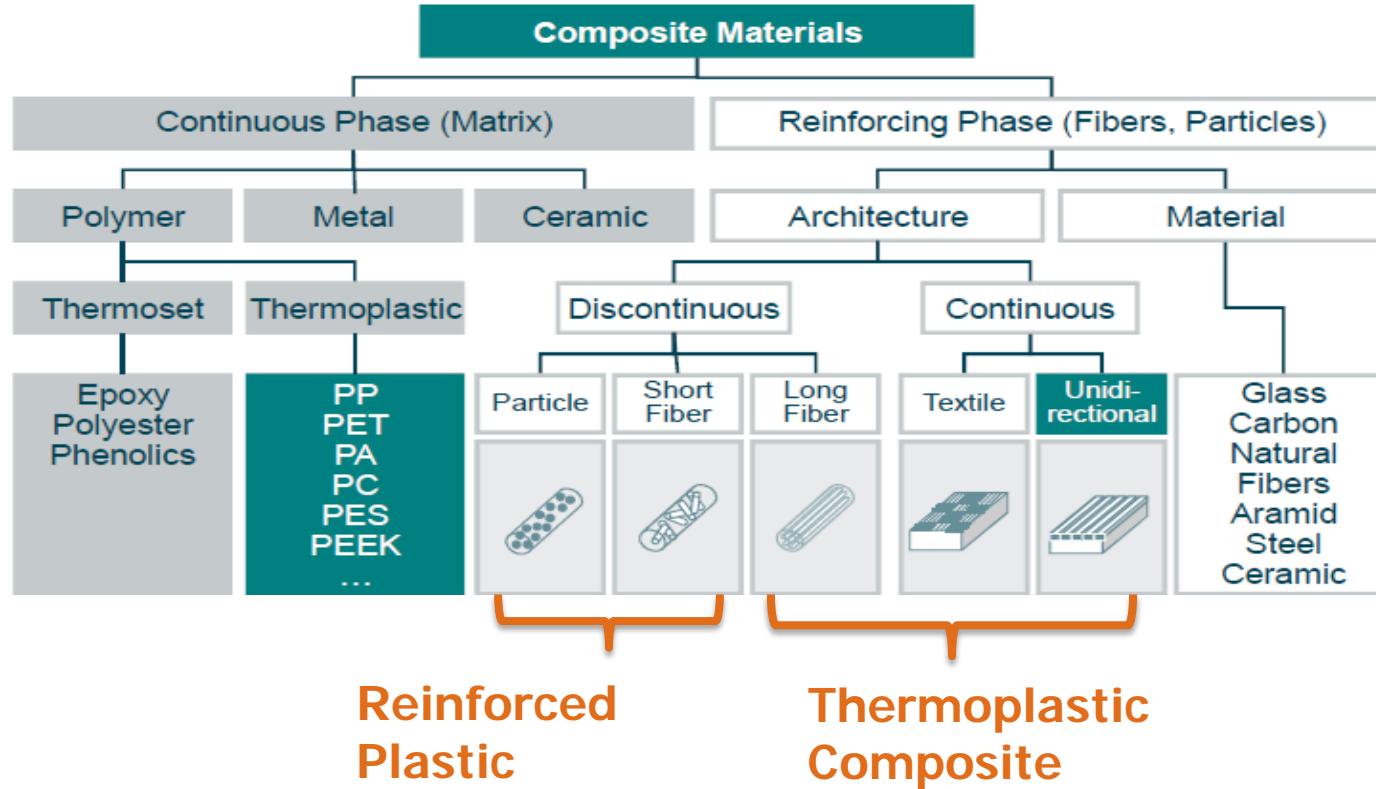 Composite Materials
Continuous Phase (Matrix)
Reinforcing Phase (Fibers, Particles)
Polymer
Metal
Ceramic
Architecture
Material
Thermoset
Thermoplastic
Discontinuous
Continuous
Epoxy
Polyester
Phenolics
PP
PET
PA
PC
PES
PEEK
...
Particle
Short
Fiber
Long
Fiber
Textile
Unidi-
rectional
Glass
Carbon
Natural
Fibers
Aramid
Steel
Ceramic
Reinforced
Plastic
Thermoplastic
Composite